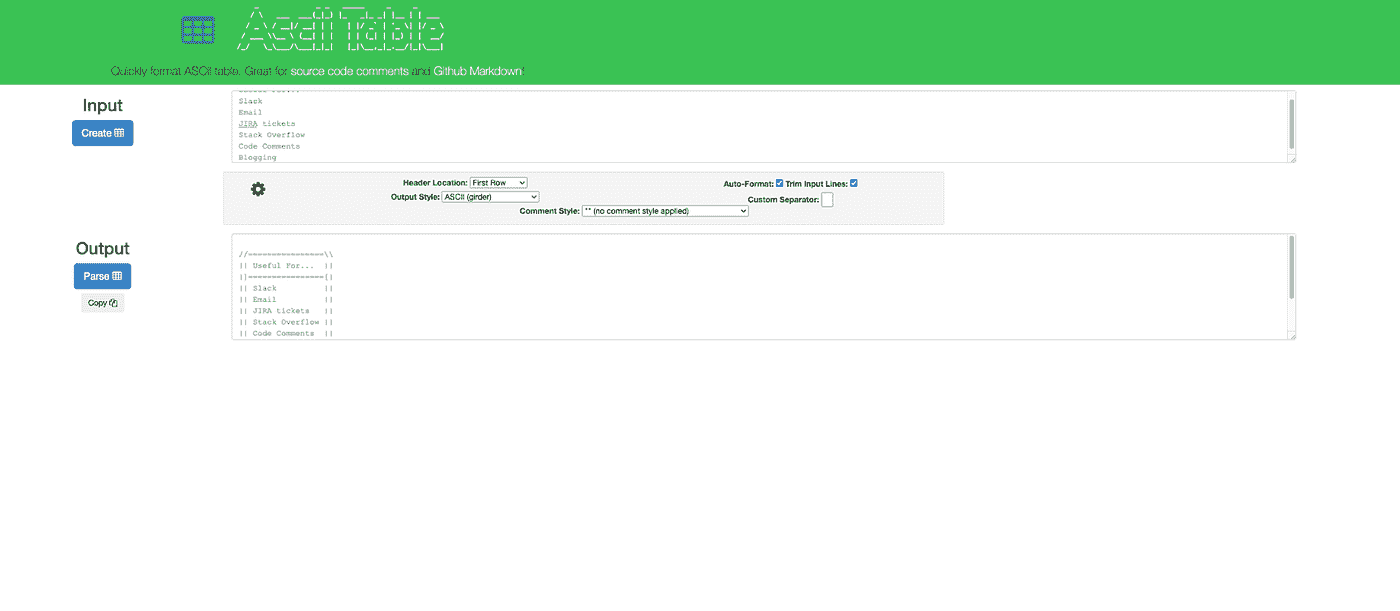 Ascii Table
Quickly format ASCII table. Great for source code comments and Github Markdown!
Input
Create
Slack
Email
JIRA tickets
Stack Overflow
Code Comments
Blogging
Header Location: First Row
Auto-Format: Trim Input Lines:
Output Style: ASCII (girder)
Custom Separator:
Comment Style: "" (no comment style applied)
Output
Parse
Copy
//================\\
|| Useful For... ||
|]================[|
|| Slack ||
|| Email ||
|| JIRA tickets ||
|| Stack Overflow ||
|| Code Comments ||